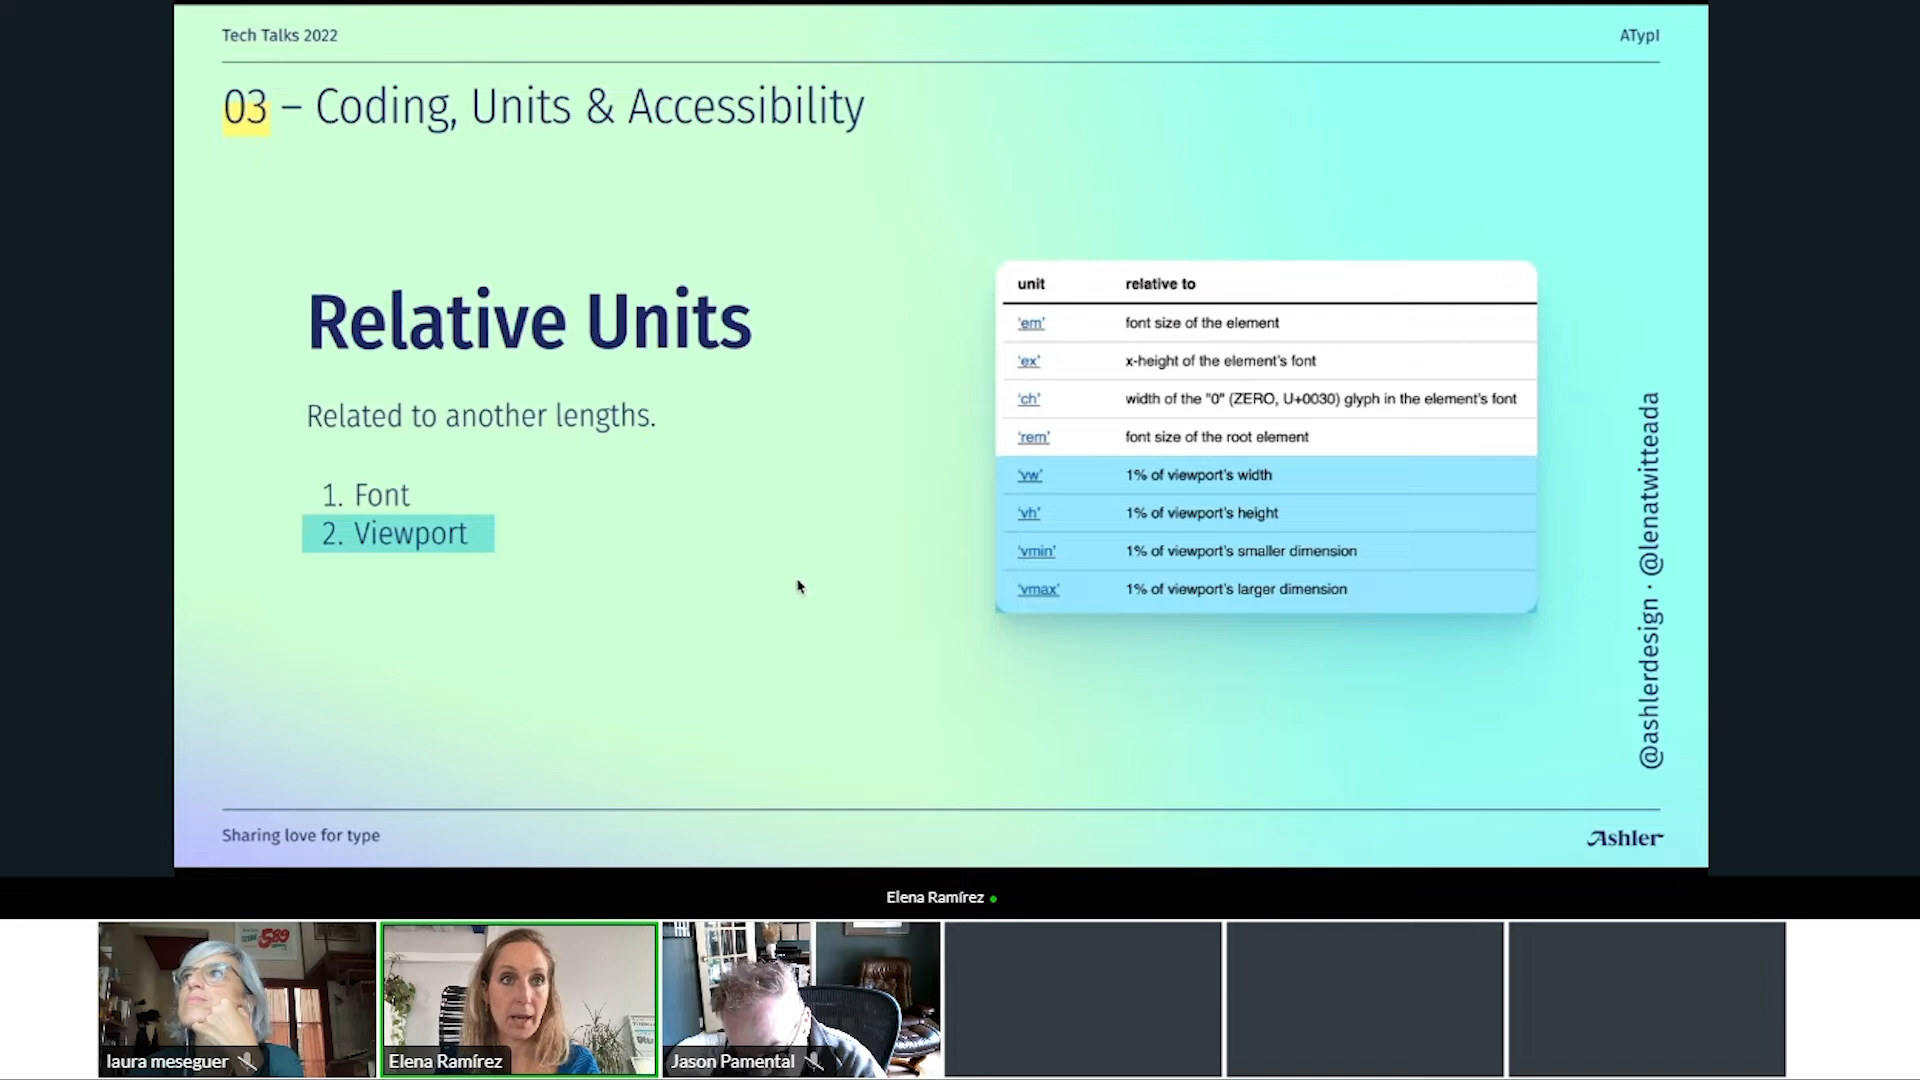 Tech Talks 2022
ATypI
03 – Coding, Units & Accessibility
Relative Units
Related to another lengths.
1. Font
2. Viewport
unit relative to
‘em’ font size of the element
‘ex’ x-height of the element's font
‘ch’ width of the "0" (ZERO, U+0030) glyph in the element's font
‘rem’ font size of the root element
‘vw’ 1% of viewport's width
‘vh’ 1% of viewport's height
‘vmin’ 1% of viewport's smaller dimension
‘vmax’ 1% of viewport's larger dimension
@ashlerdesign · @lenatwitteada
Sharing love for type
Ashler
Elena Ramírez
589
laura meseguer
Elena Ramírez
Jason Pamental